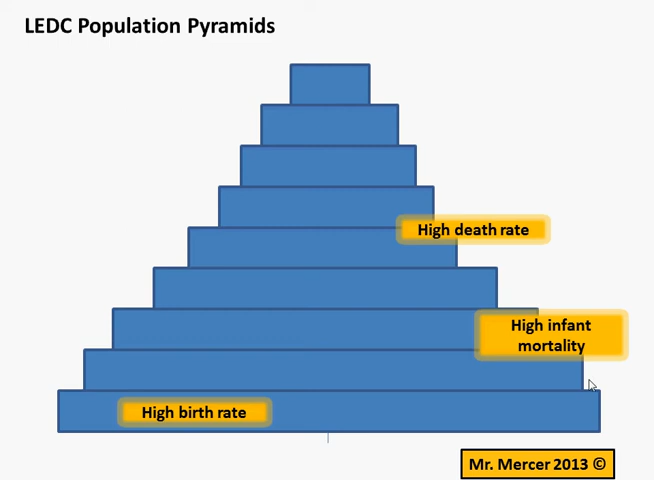 LEDC Population Pyramids
High death rate
High infant
mortality
High birth rate
Mr. Mercer 2013 ©